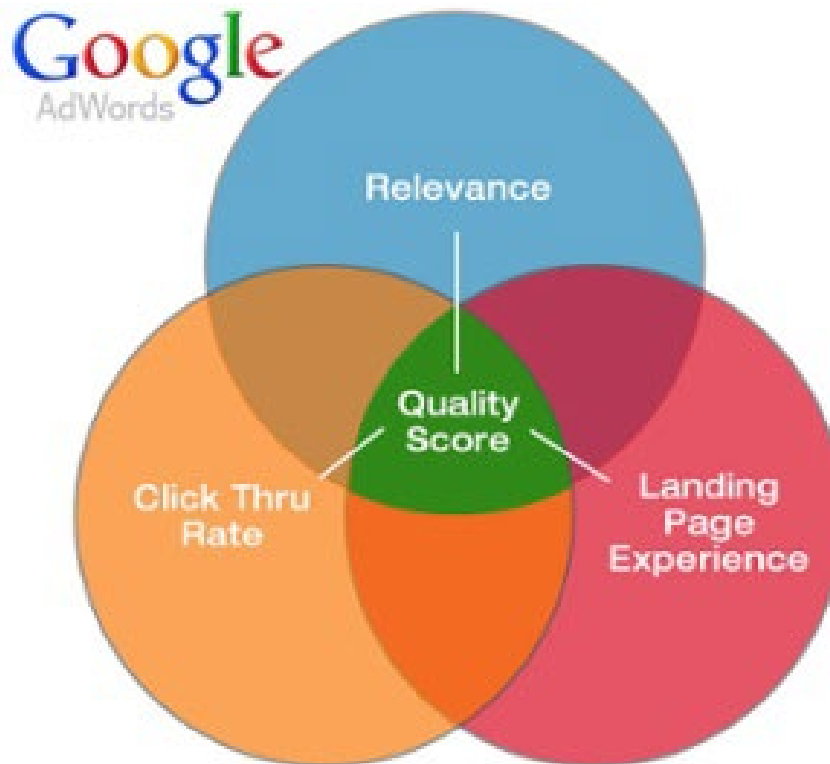 Google
AdWords
Relevance
Quality
Score
Click Thru
Rate
Landing
Page
Experience